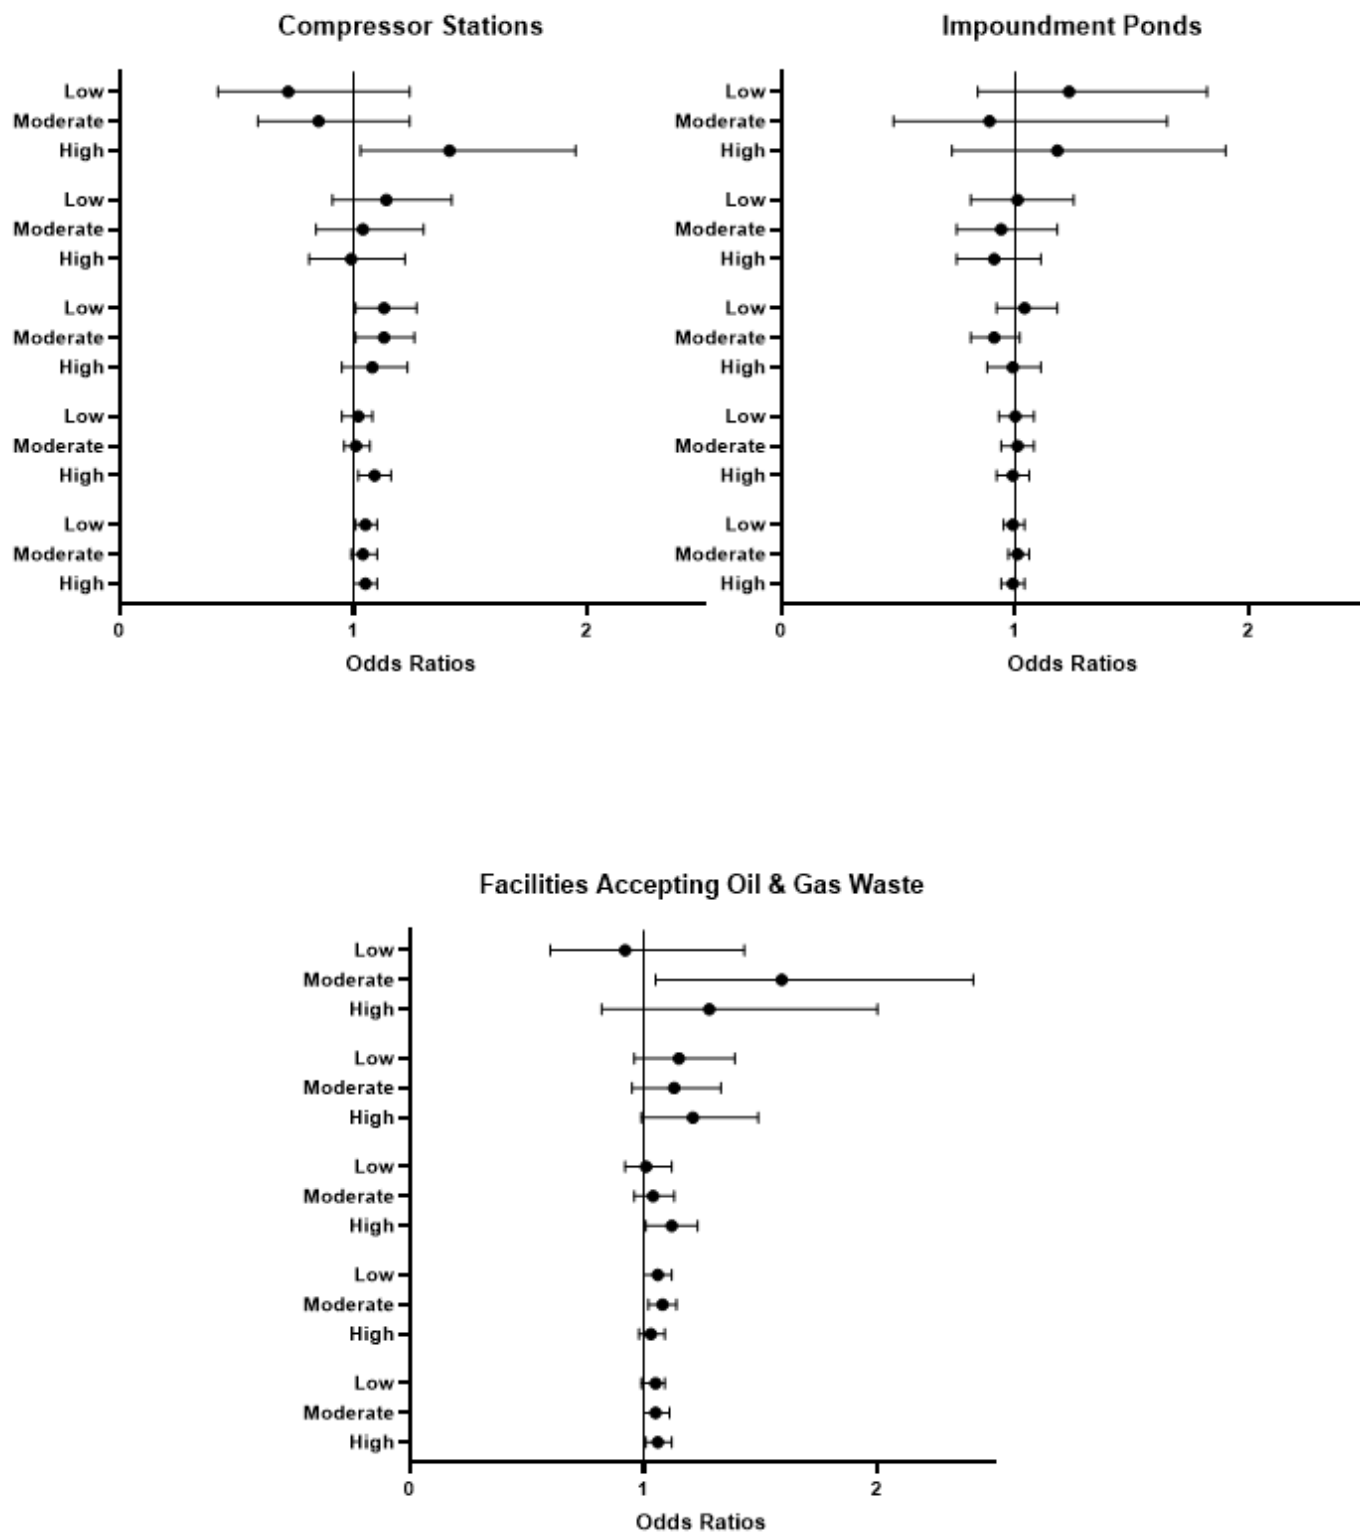 Compressor Stations
Low
Moderate
High
Low
Moderate
High
Low
Moderate
High
Low
Moderate
High
Low
Moderate
High
0 1 2
Odds Ratios
Impoundment Ponds
Low
Moderate
High
Low
Moderate
High
Low
Moderate
High
Low
Moderate
High
Low
Moderate
High
0 1 2
Odds Ratios
Facilities Accepting Oil & Gas Waste
Low
Moderate
High
Low
Moderate
High
Low
Moderate
High
Low
Moderate
High
Low
Moderate
High
0 1 2
Odds Ratios